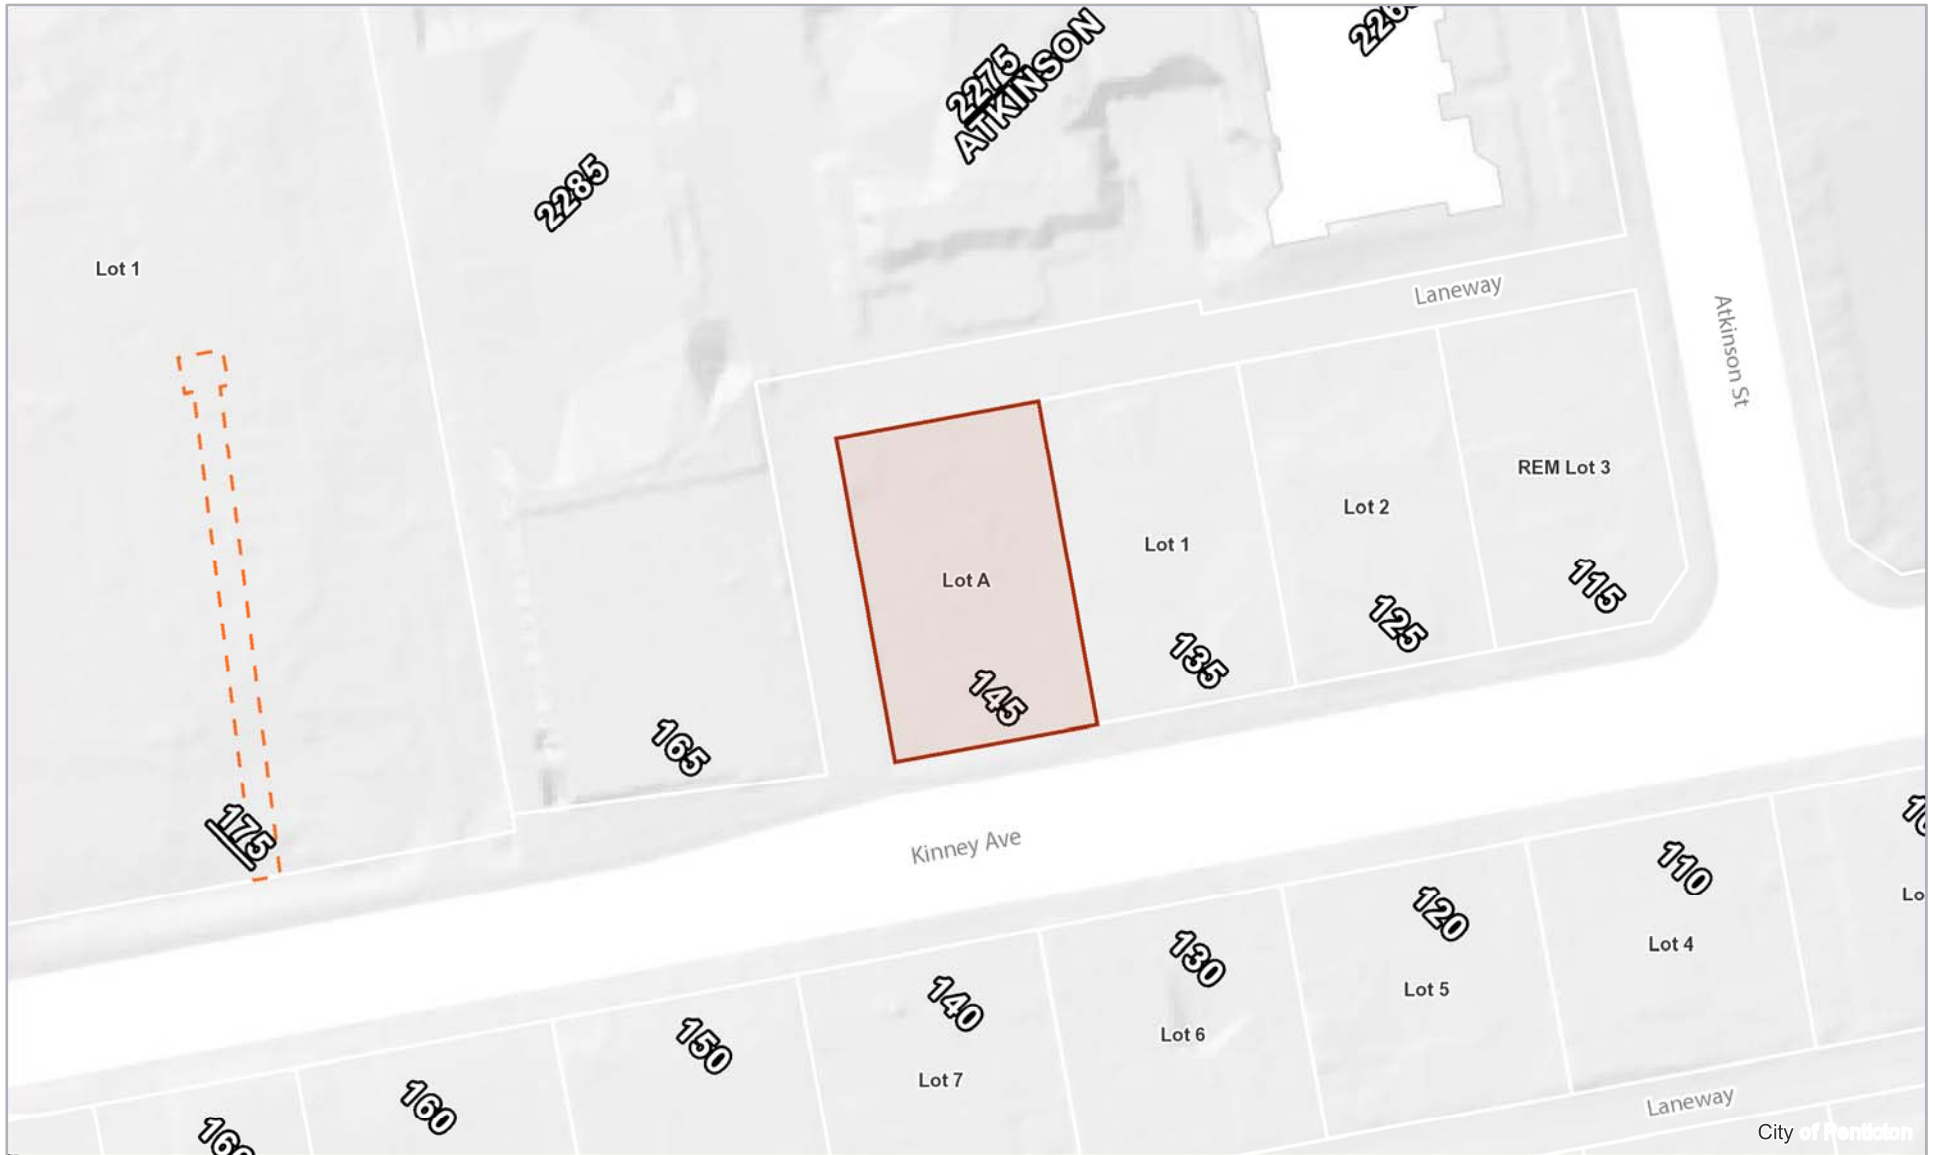 2275
ATKINSON
2285
Lot 1
Laneway
Atkinson St
REM Lot 3
Lot 2
Lot 1
Lot A
115
125
135
145
165
175
Kinney Ave
110
120
130
140
150
160
Lot 4
Lot 5
Lot 6
Lot 7
Laneway
City of Penticton